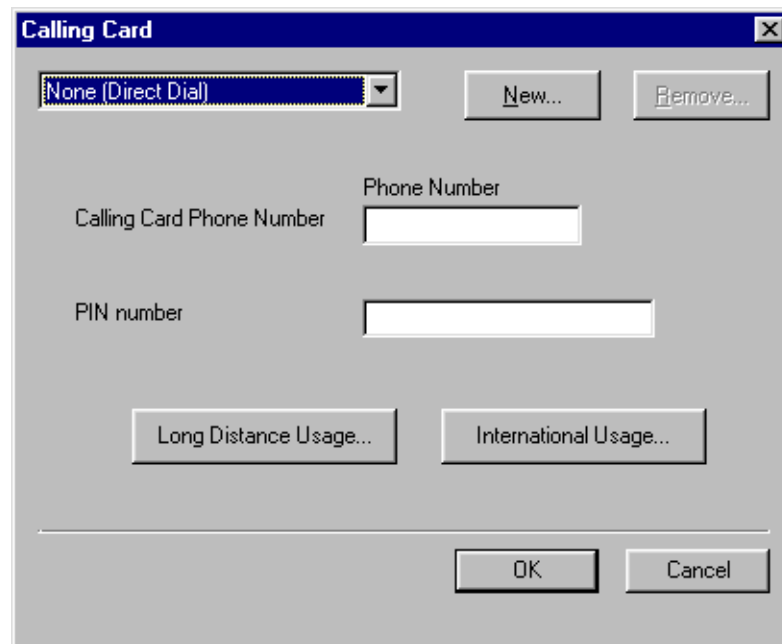 Calling Card
None (Direct Dial)
New...
Remove...
Phone Number
Calling Card Phone Number
PIN number
Long Distance Usage...
International Usage...
OK
Cancel